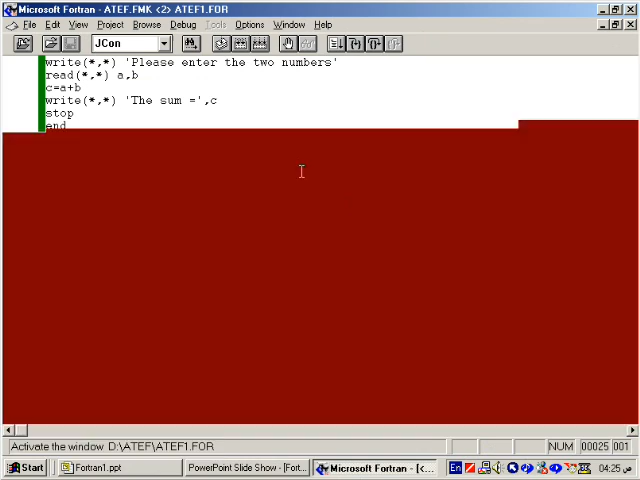 Microsoft Fortran - ATEF.FMK <2> ATEF1.FOR
File Edit View Project Browse Debug Tools Options Window Help
JCon
write(*,*) 'Please enter the two numbers'
read(*,*) a,b
c=a+b
write(*,*) 'The sum =',c
stop
end
Activate the window D:\ATEF\ATEF1.FOR NUM 00025 001
Start Fortran1.ppt PowerPoint Slide Show - [Fort... Microsoft Fortran - [<... En 04:25 ص